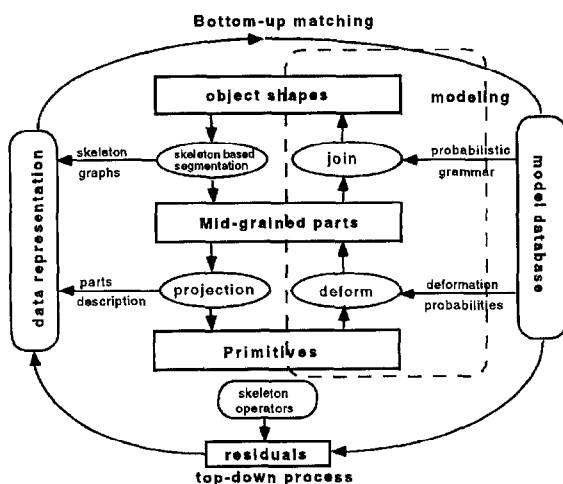 Bottom-up matching
object shapes
modeling
skeleton
graphs
skeleton based
segmentation
join
probabilistic
grammar
data representation
model database
Mid-grained parts
parts
description
projection
deform
deformation
probabilities
Primitives
skeleton
operators
residuals
top-down process